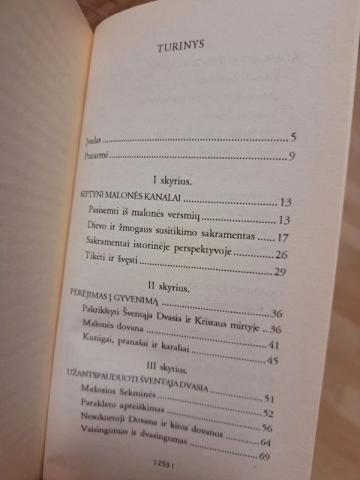 TURINYS
Įvadas 5
Pratarmė 9
I skyrius.
SEPTYNI MALONĖS KANALAI 13
Pasisemti iš malonės versmių 13
Dievo ir žmogaus susitikimo sakramentas 17
Sakramentai istorinėje perspektyvoje 26
Tikėti ir švęsti 29
II skyrius.
PERĖJIMAS Į GYVENIMĄ 36
Pakrikštyti Šventąja Dvasia ir Kristaus mirtyje 36
Malonės dovana 41
Kunigai, pranašai ir karaliai 45
III skyrius.
UŽANTSPAUDUOTI ŠVENTĄJA DVASIA 51
Mažosios Sekminės 52
Parakleto apreiškimas 56
Nesukurtoji Dovana ir kitos dovanos 64
Vaisingumas ir dvasingumas 69
| 253 |